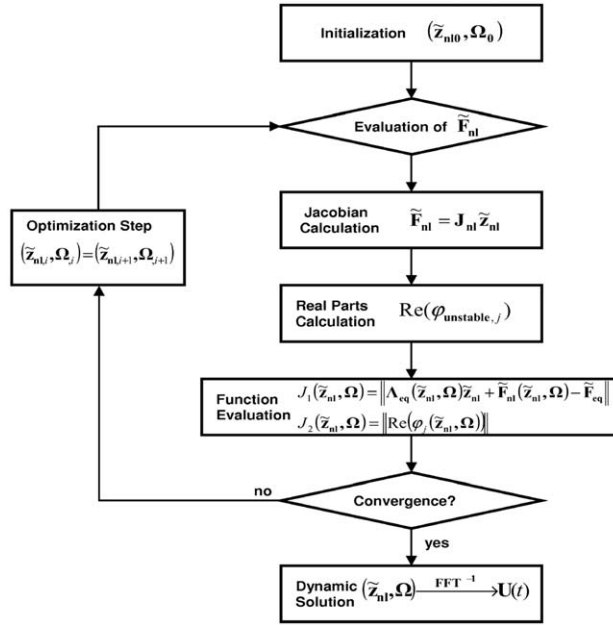 Initialization (z̃nl0, Ω0)
Evaluation of F̃nl
Jacobian Calculation F̃nl = Jnl z̃nl
Optimization Step
(z̃nl,i, Ω,j)=(z̃nl,i+1, Ω,j+1)
Real Parts Calculation Re(φunstable, j)
Function Evaluation J1(z̃nl, Ω)=‖Λeq(z̃nl, Ω)z̃nl + F̃nl(z̃nl, Ω) − F̃eq‖
J2(z̃nl, Ω)=‖Re(φj(z̃nl, Ω))‖
no
Convergence?
yes
Dynamic Solution (z̃nl, Ω) FFT −1 → U(t)